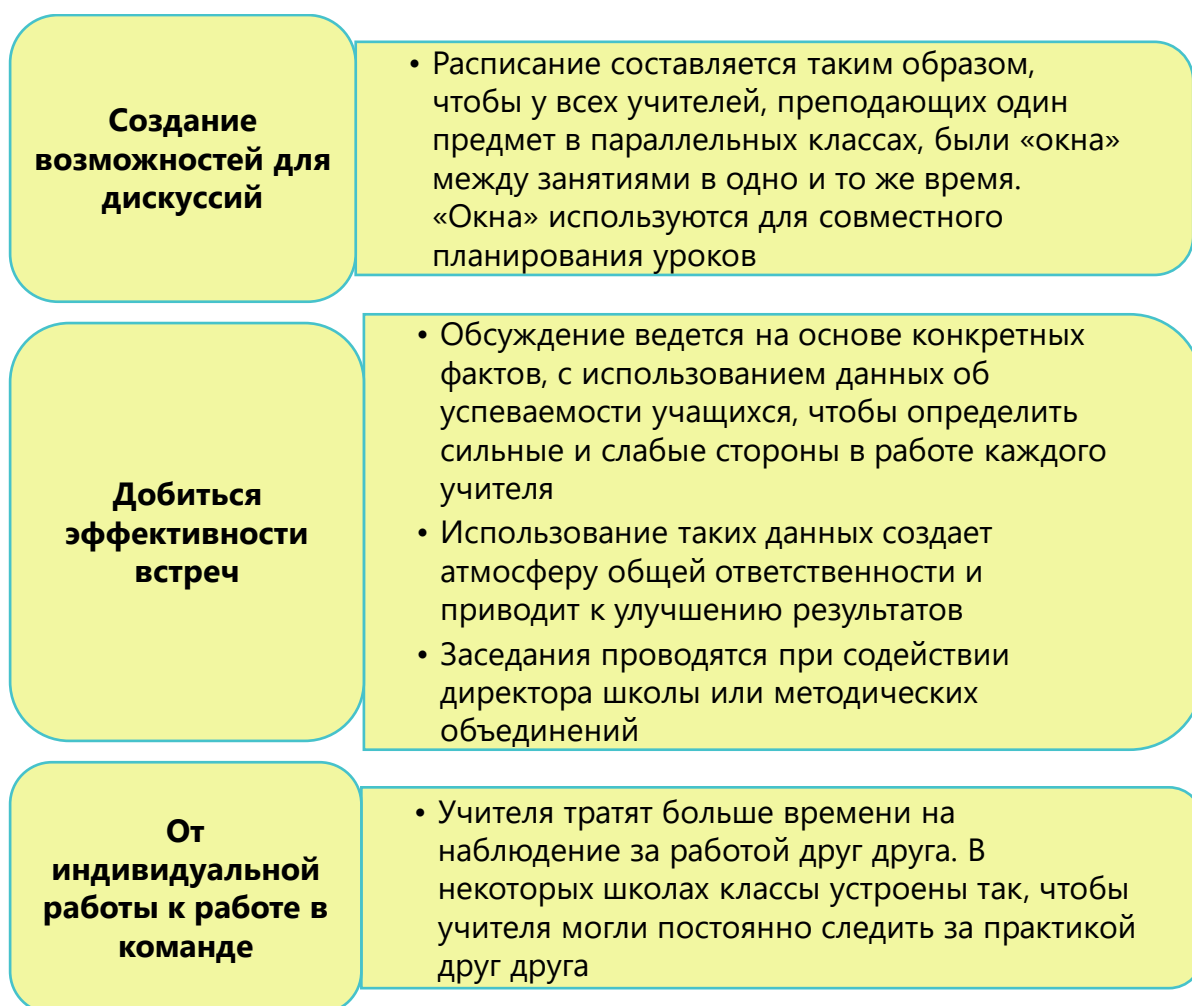 Создание
возможностей для
дискуссий
• Расписание составляется таким образом,
чтобы у всех учителей, преподающих один
предмет в параллельных классах, были «окна»
между занятиями в одно и то же время.
«Окна» используются для совместного
планирования уроков
Добиться
эффективности
встреч
• Обсуждение ведется на основе конкретных
фактов, с использованием данных об
успеваемости учащихся, чтобы определить
сильные и слабые стороны в работе каждого
учителя
• Использование таких данных создает
атмосферу общей ответственности и
приводит к улучшению результатов
• Заседания проводятся при содействии
директора школы или методических
объединений
От
индивидуальной
работы к работе в
команде
• Учителя тратят больше времени на
наблюдение за работой друг друга. В
некоторых школах классы устроены так, чтобы
учителя могли постоянно следить за практикой
друг друга